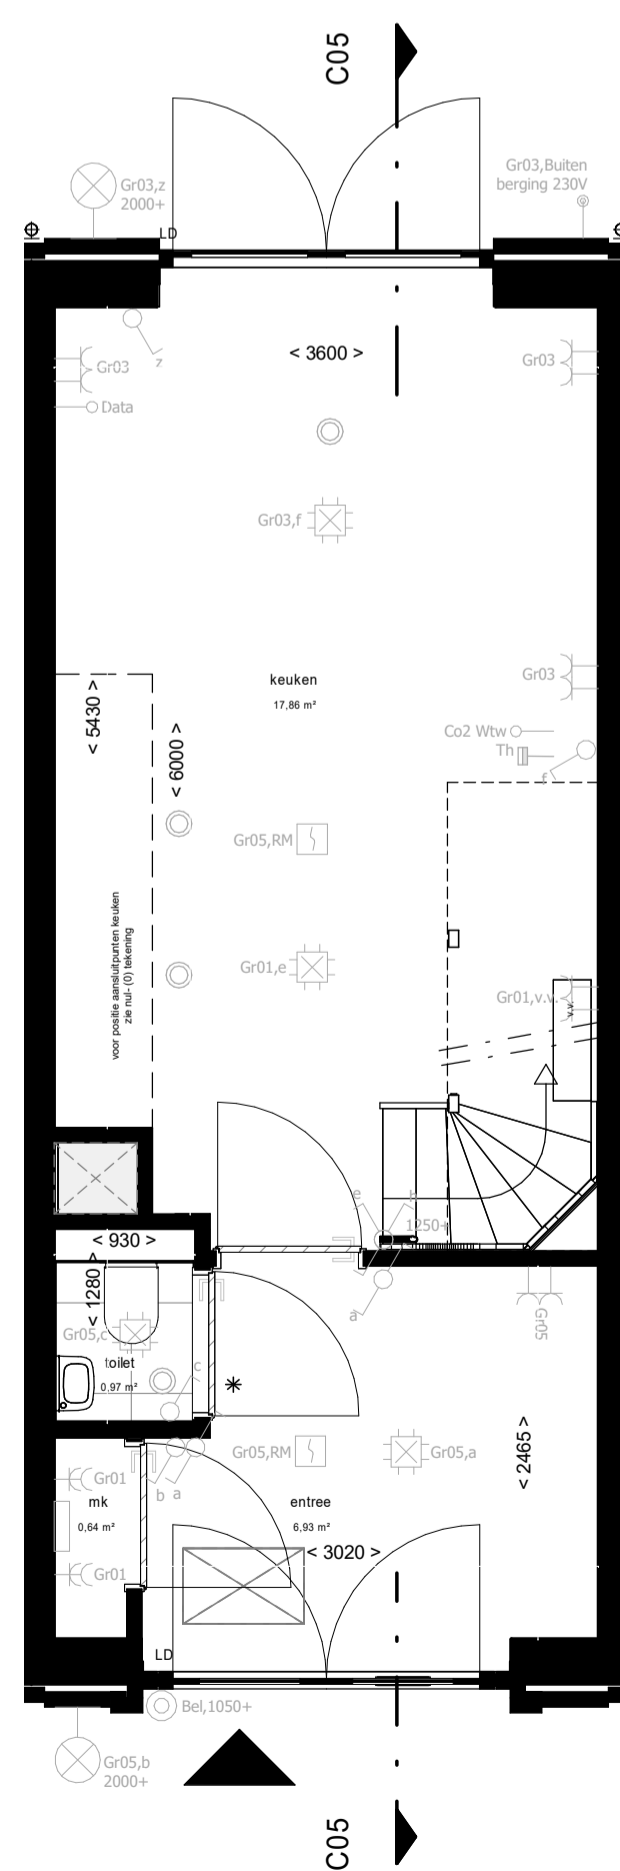 C05
Gr03,z
2000+
Gr03,Buiten
berging 230V
LD
< 3600 >
z
Gr03
Gr03
Data
Gr03,f
keuken
17,86 m²
Gr03
< 5430 >
< 6000 >
Co2 Wtw
Th
f
Gr05,RM
voor positie aansluitpunten keuken
zie nul- (0) tekening
Gr01,e
Gr01,v.v.
v.v.
e
1250+
< 930 >
a
< 1280 >
Gr05
Gr05,c
toilet
0,97 m²
c
*
< 2465 >
Gr05,RM
Gr05,a
Gr01
b
a
mk
0,64 m²
entree
6,93 m²
< 3020 >
Gr01
LD
Bel,1050+
Gr05,b
2000+
C05